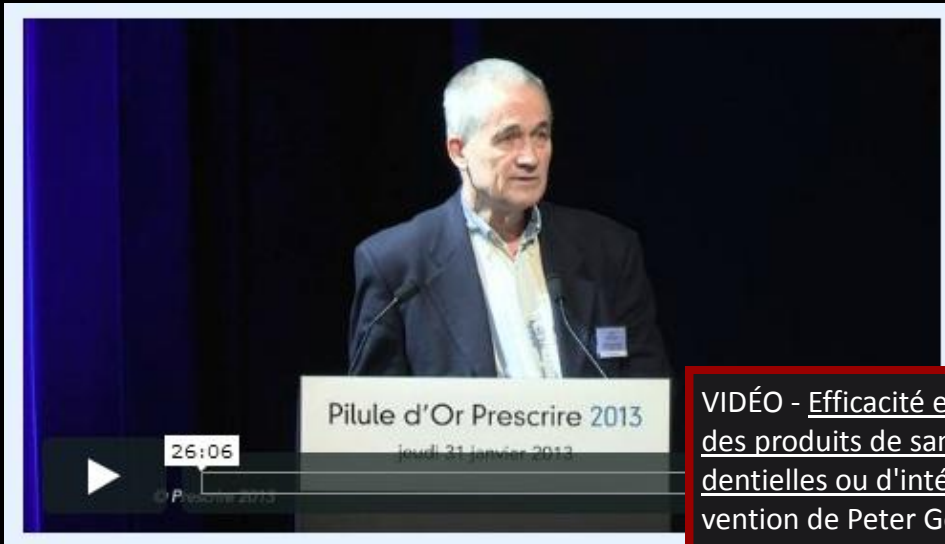 Pilule d'Or Prescrire 2013
jeudi 31 janvier 2013
26:06
© Prescrire 2013
VIDÉO - Efficacité e
des produits de sar
dentielles ou d'inté
vention de Peter G